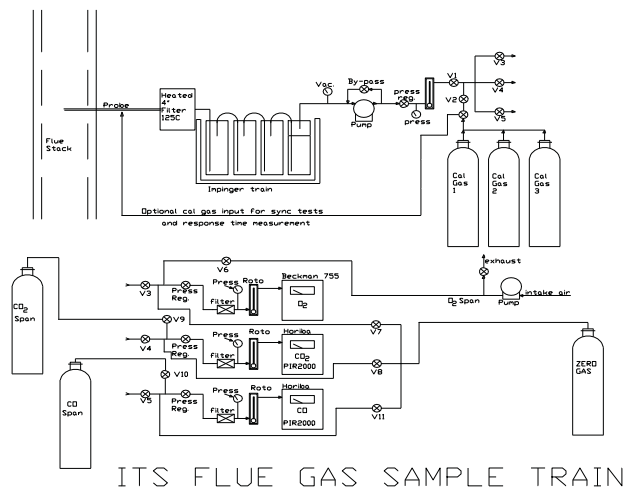 V3
Vac.
By-pass
Heated
4"
Filter
125C
press
reg.
V1
V4
Probe
V2
press
Pump
V5
Flue
Stack
Cal
Gas
1
Cal
Gas
2
Cal
Gas
3
Impinger train
Optional cal gas input for sync tests
and response time measurement
exhaust
V6
Beckman 755
Press
Roto
V3
Press
Reg.
O2
O2 Span
Pump
intake air
CO2
Span
filter
V9
Press
Roto
Horiba
V7
V4
Press
Reg.
CO2
PIR2000
filter
V8
ZERO
GAS
V10
Press
Roto
Horiba
CO
Span
V5
Press
Reg.
CO
PIR2000
filter
V11
ITS FLUE GAS SAMPLE TRAIN